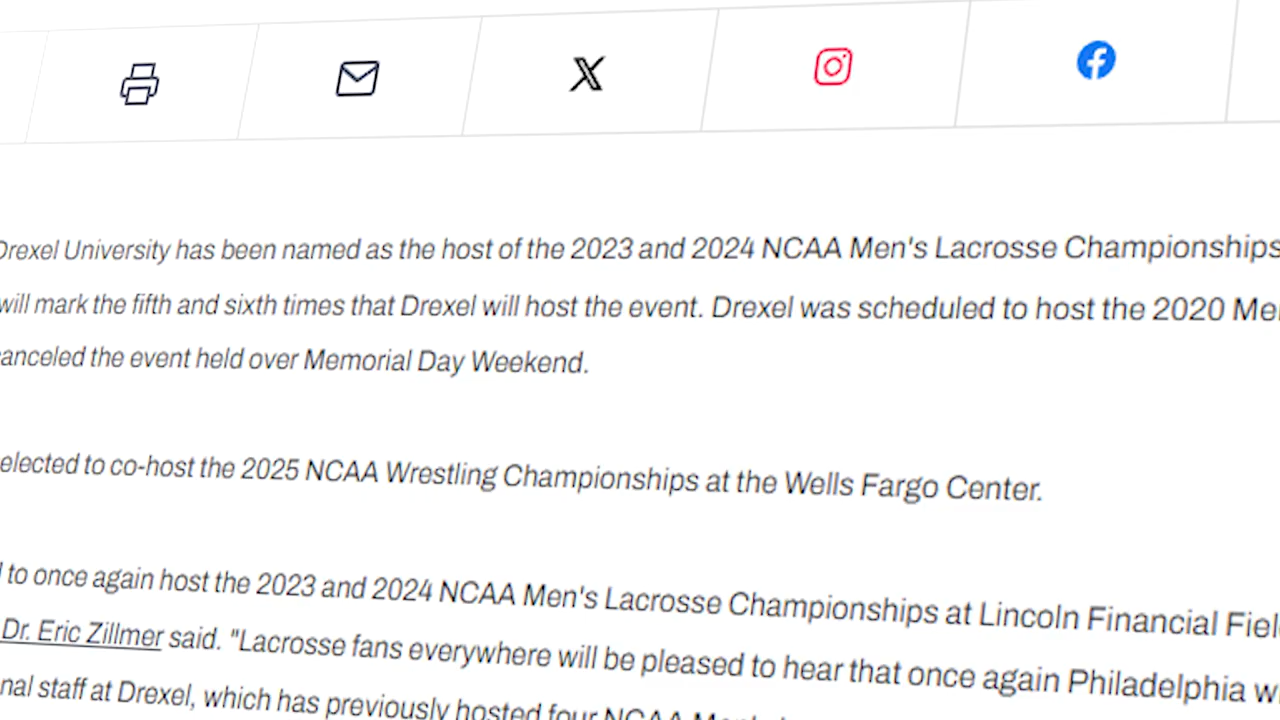 Drexel University has been named as the host of the 2023 and 2024 NCAA Men's Lacrosse Championships
will mark the fifth and sixth times that Drexel will host the event. Drexel was scheduled to host the 2020
canceled the event held over Memorial Day Weekend.
to co-host the 2025 NCAA Wrestling Championships at the Wells Fargo Center.
to once again host the 2023 and 2024 NCAA Men's Lacrosse Championships at Lincoln Financial
Dr. Eric Zillmer said. "Lacrosse fans everywhere will be pleased to hear that once again Philadelphia
staff at Drexel, which has previously hosted four NCAA